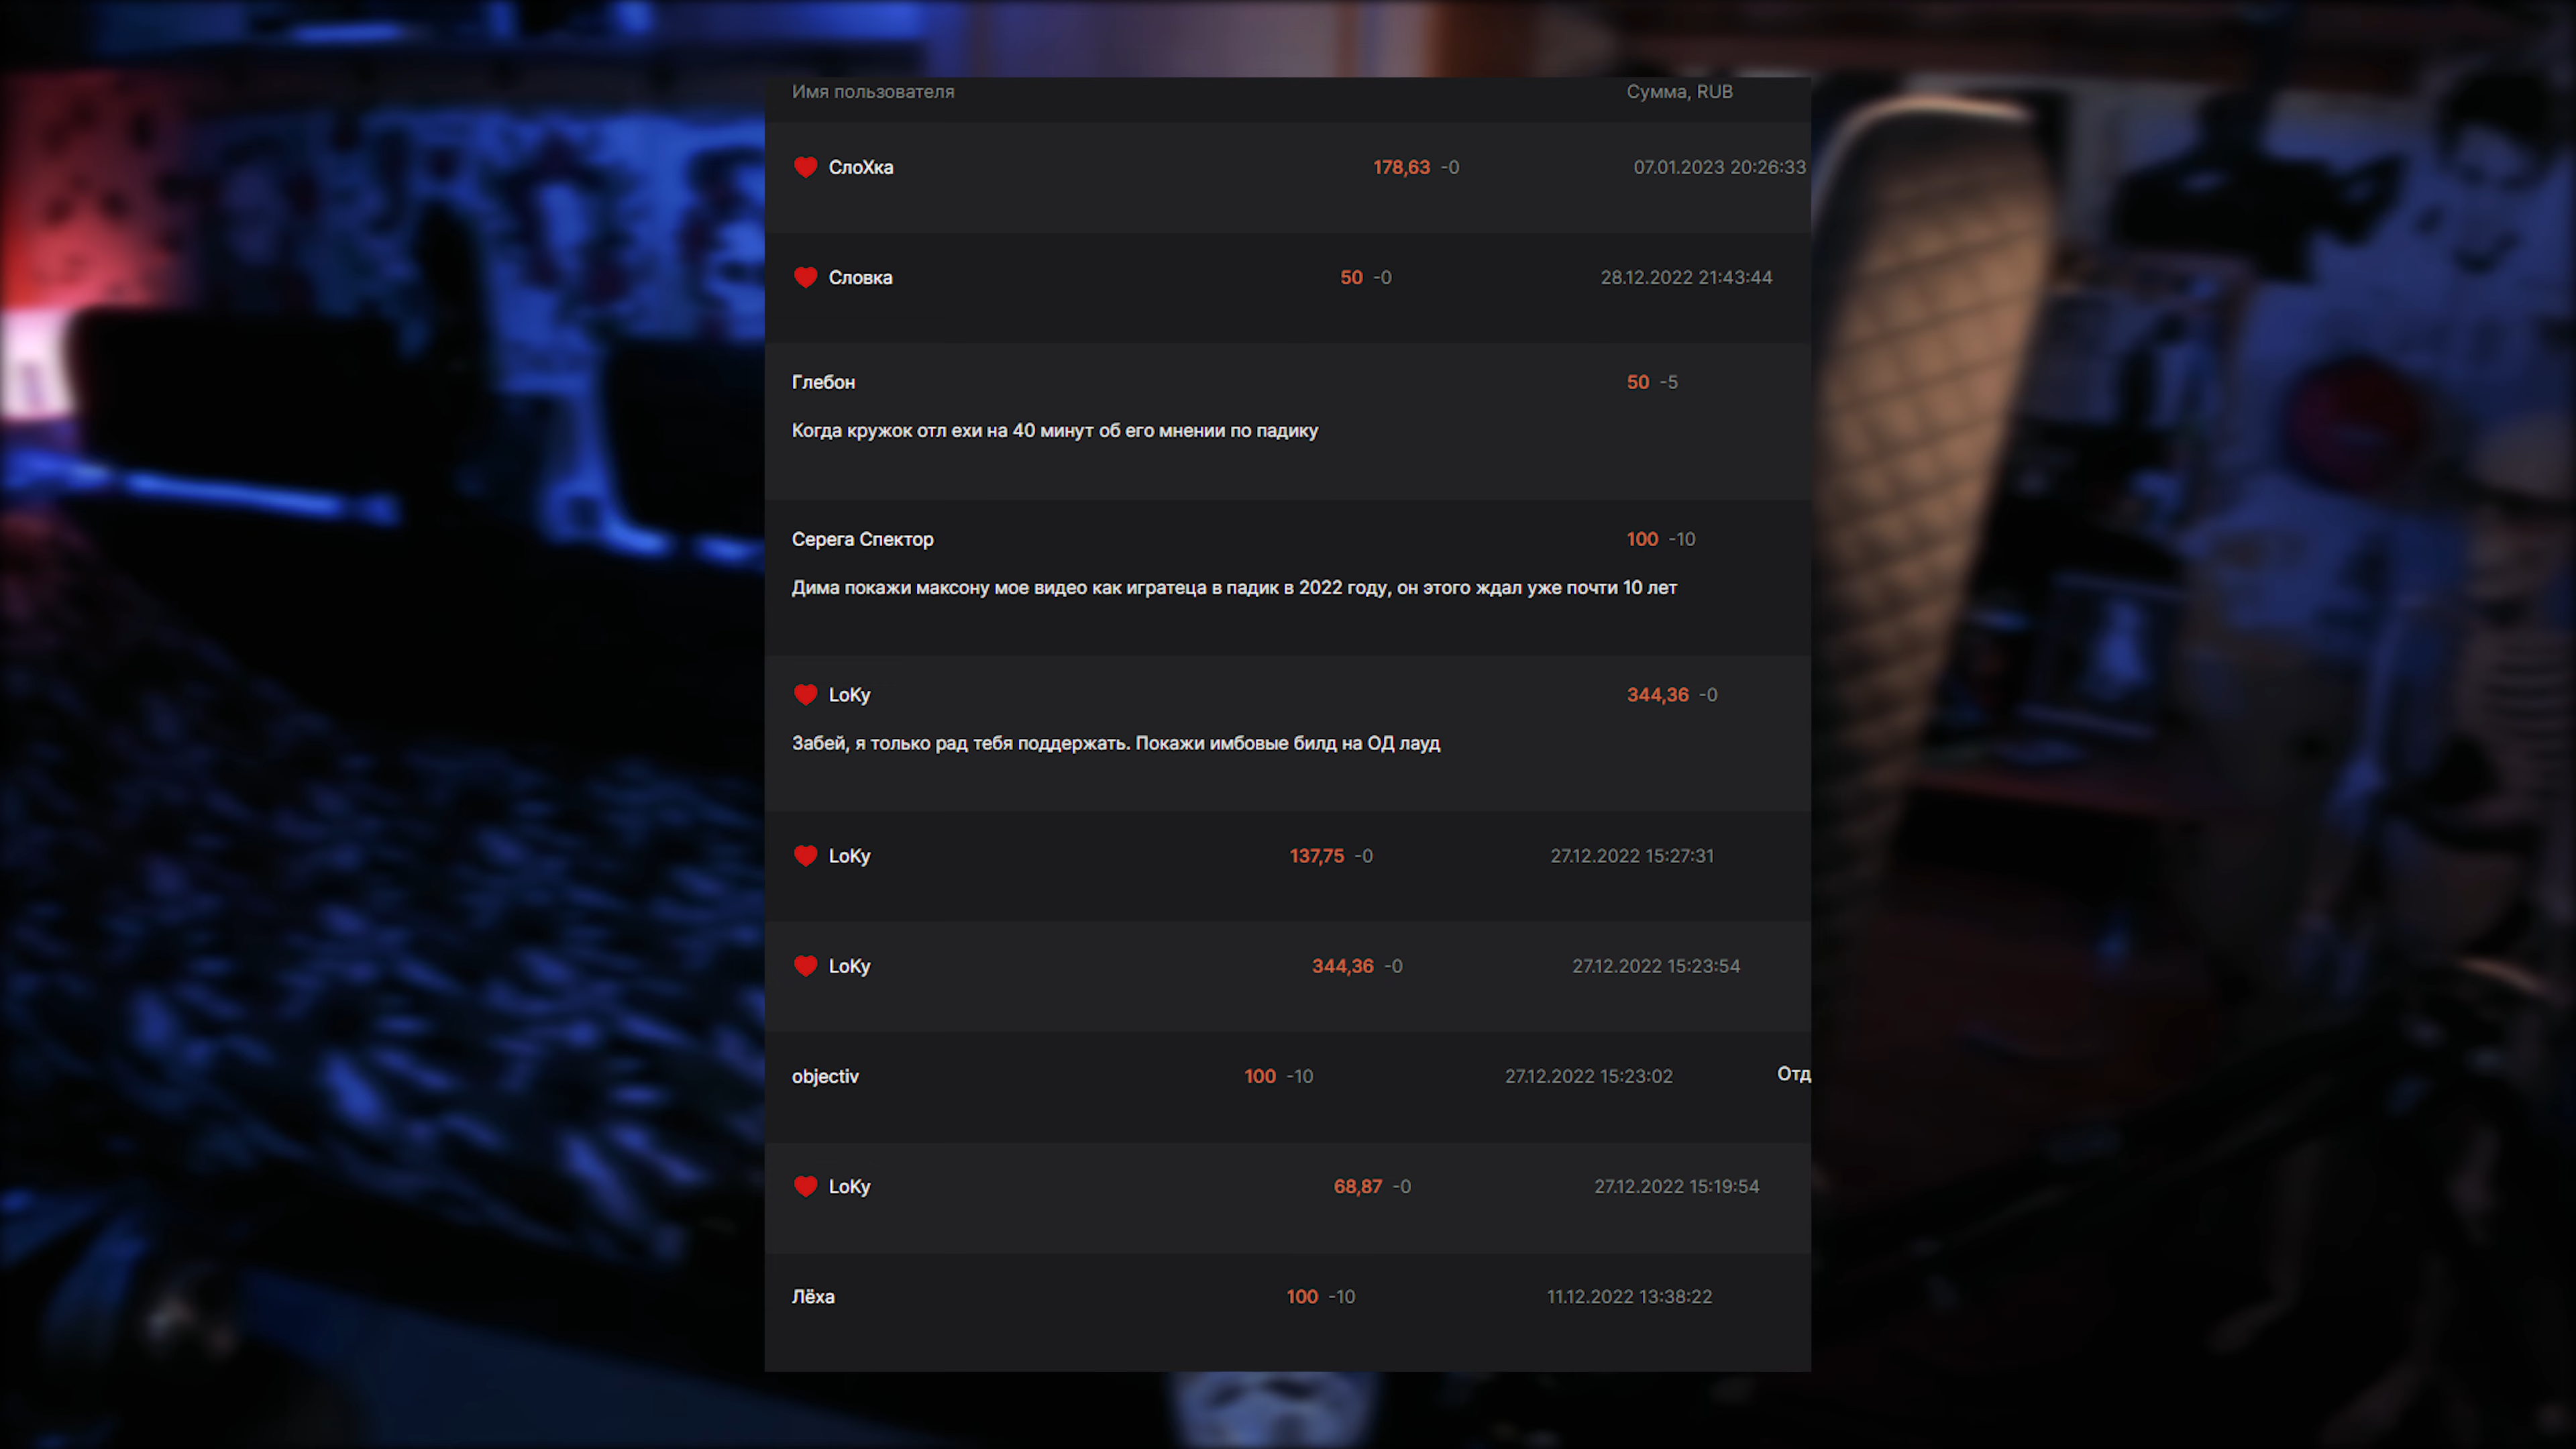 Имя пользователя Сумма, RUB
СлоХка 178,63 -0 07.01.2023 20:26:33
Словка 50 -0 28.12.2022 21:43:44
Глебон 50 -5
Когда кружок отл ехи на 40 минут об его мнении по падику
Серега Спектор 100 -10
Дима покажи максону мое видео как игратеца в падик в 2022 году, он этого ждал уже почти 10 лет
LoKy 344,36 -0
Забей, я только рад тебя поддержать. Покажи имбовые билд на ОД лауд
LoKy 137,75 -0 27.12.2022 15:27:31
LoKy 344,36 -0 27.12.2022 15:23:54
objectiv 100 -10 27.12.2022 15:23:02 Отд
LoKy 68,87 -0 27.12.2022 15:19:54
Лёха 100 -10 11.12.2022 13:38:22